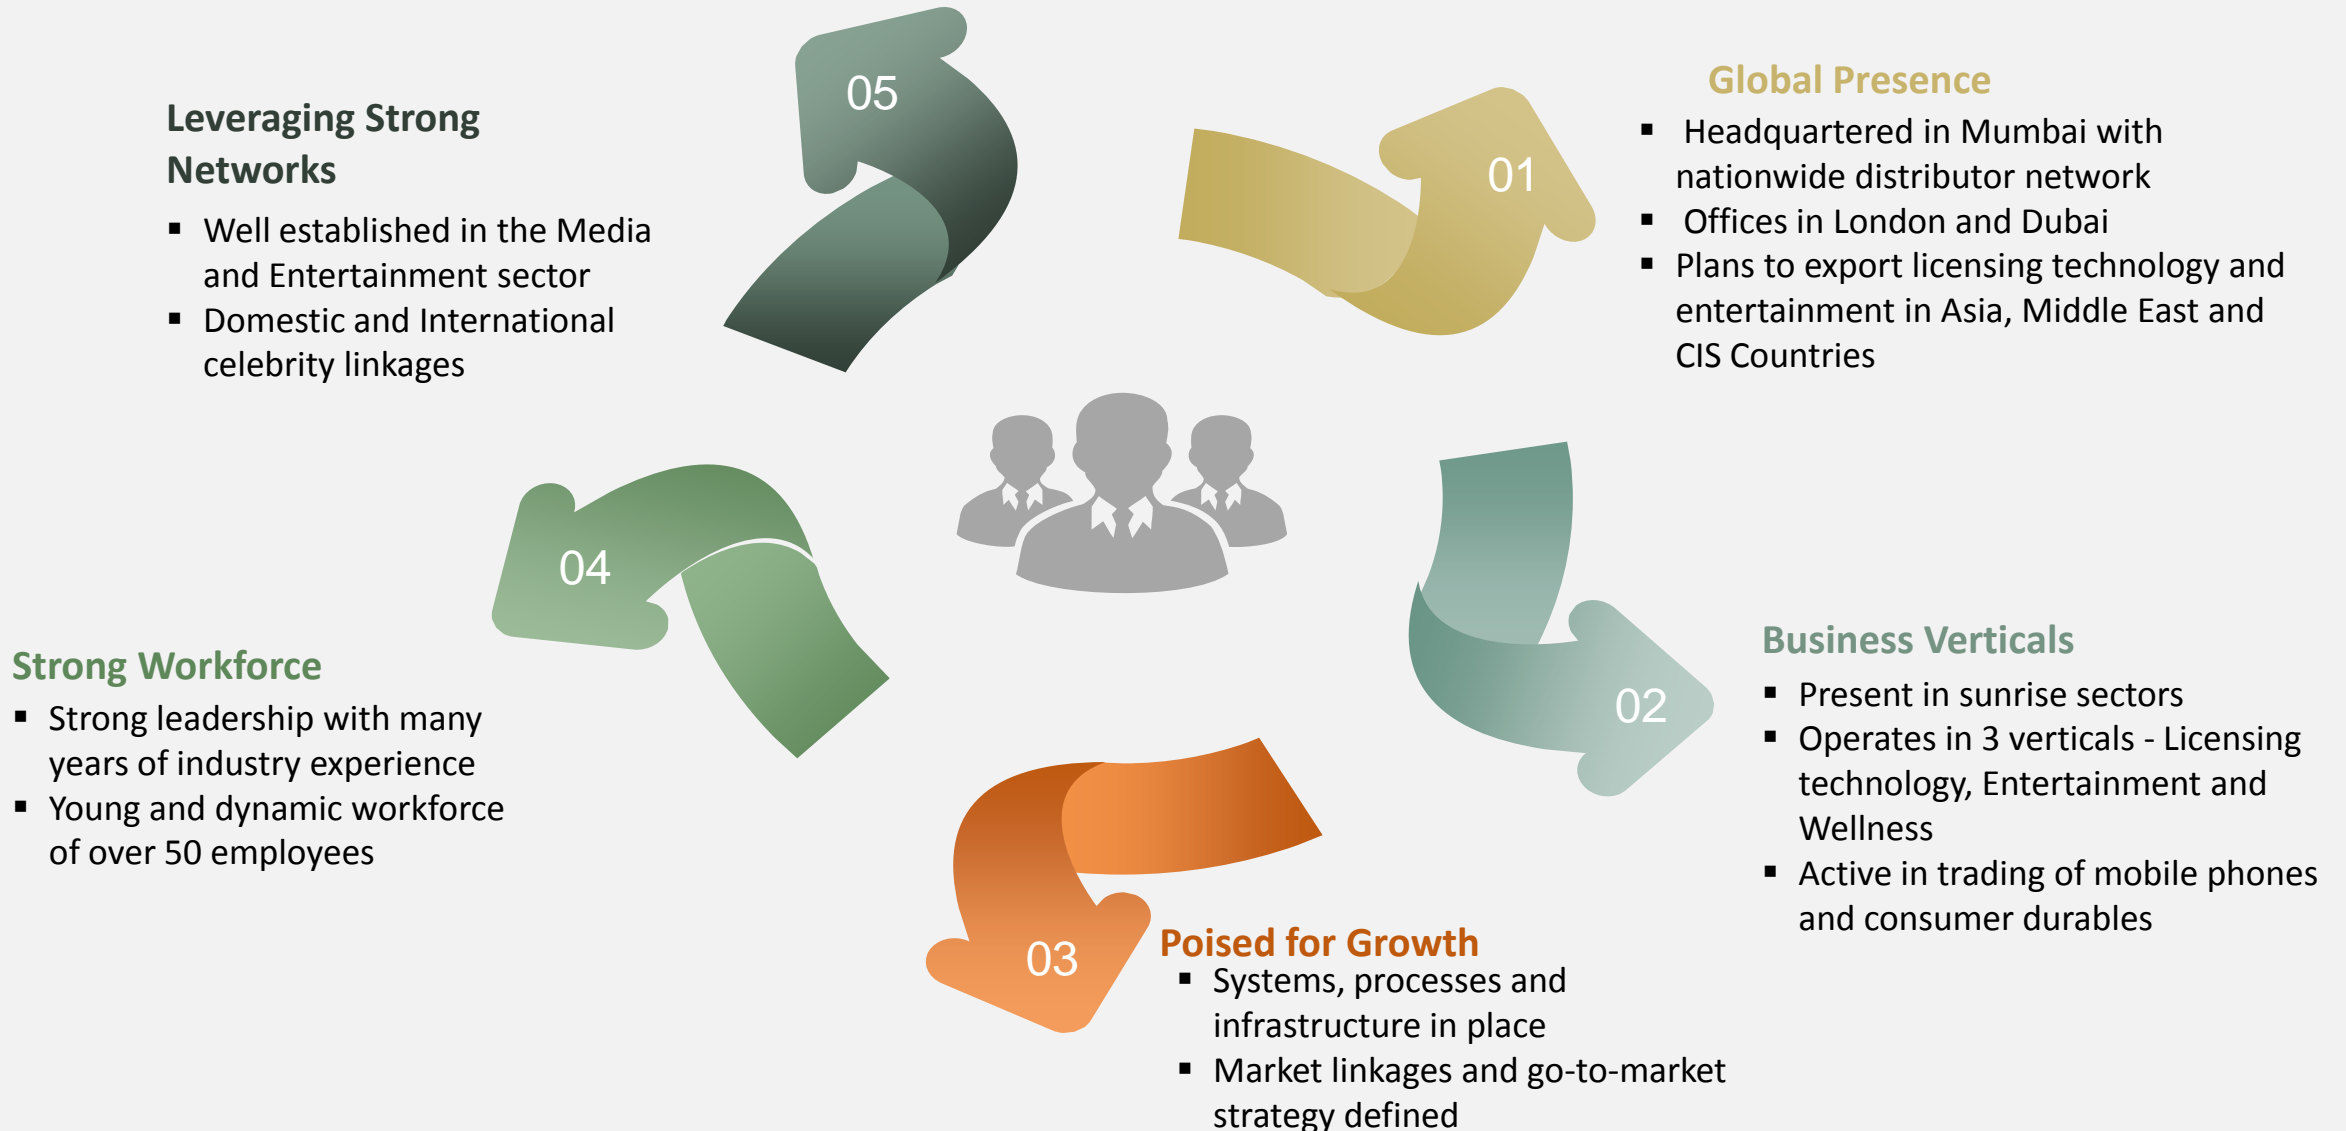 01
Global Presence
▪ Headquartered in Mumbai with
nationwide distributor network
▪ Offices in London and Dubai
▪ Plans to export licensing technology and
entertainment in Asia, Middle East and
CIS Countries
02
Business Verticals
▪ Present in sunrise sectors
▪ Operates in 3 verticals - Licensing
technology, Entertainment and
Wellness
▪ Active in trading of mobile phones
and consumer durables
03
Poised for Growth
▪ Systems, processes and
infrastructure in place
▪ Market linkages and go-to-market
strategy defined
04
Strong Workforce
▪ Strong leadership with many
years of industry experience
▪ Young and dynamic workforce
of over 50 employees
05
Leveraging Strong
Networks
▪ Well established in the Media
and Entertainment sector
▪ Domestic and International
celebrity linkages